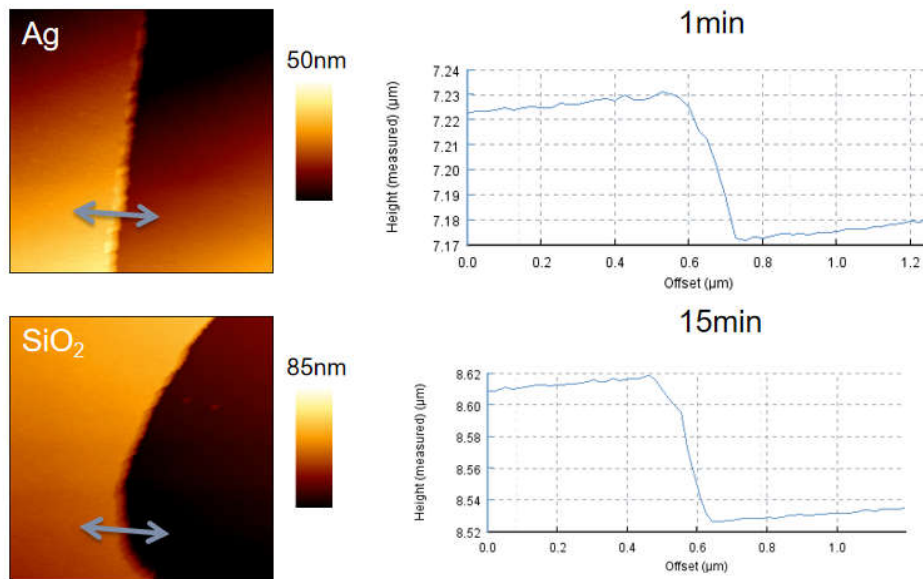 Ag
50nm
1min
7.24
7.23
7.22
7.21
7.20
7.19
7.18
7.17
Height (measured) (µm)
0.0 0.2 0.4 0.6 0.8 1.0 1.2
Offset (µm)
SiO₂
85nm
15min
8.62
8.60
8.58
8.56
8.54
8.52
Height (measured) (µm)
0.0 0.2 0.4 0.6 0.8 1.0
Offset (µm)